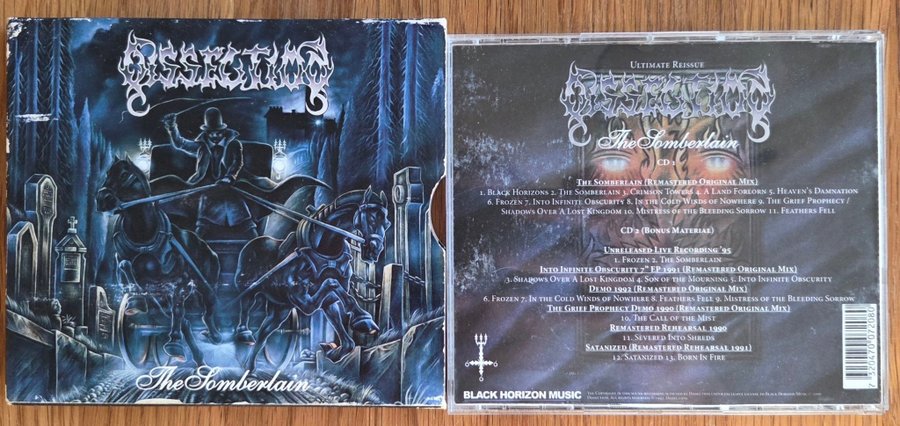 DISSECTION
The Somberlain
Ultimate Reissue
DISSECTION
The Somberlain
CD 1
The Somberlain (Remastered Original Mix)
1. Black Horizons 2. The Somberlain 3. Crimson Towers 4. A Land Forlorn 5. Heaven's Damnation
6. Frozen 7. Into Infinite Obscurity 8. In the Cold Winds of Nowhere 9. The Grief Prophecy /
Shadows Over A Lost Kingdom 10. Mistress of the Bleeding Sorrow 11. Feathers Fell
CD 2 (Bonus Material)
Unreleased Live Recording '95
1. Frozen 2. The Somberlain
Into Infinite Obscurity 7" EP 1991 (Remastered Original Mix)
3. Shadows Over A Lost Kingdom 4. Son of the Mourning 5. Into Infinite Obscurity
Demo 1992 (Remastered Original Mix)
6. Frozen 7. In the Cold Winds of Nowhere 8. Feathers Fell 9. Mistress of the Bleeding Sorrow
The Grief Prophecy Demo 1990 (Remastered Original Mix)
10. The Call of the Mist
Remastered Rehearsal 1990
11. Severed Into Shreds
Satanized (Remastered Rehearsal 1991)
12. Satanized 13. Born In Fire
7 320470 072080
BLACK HORIZON MUSIC